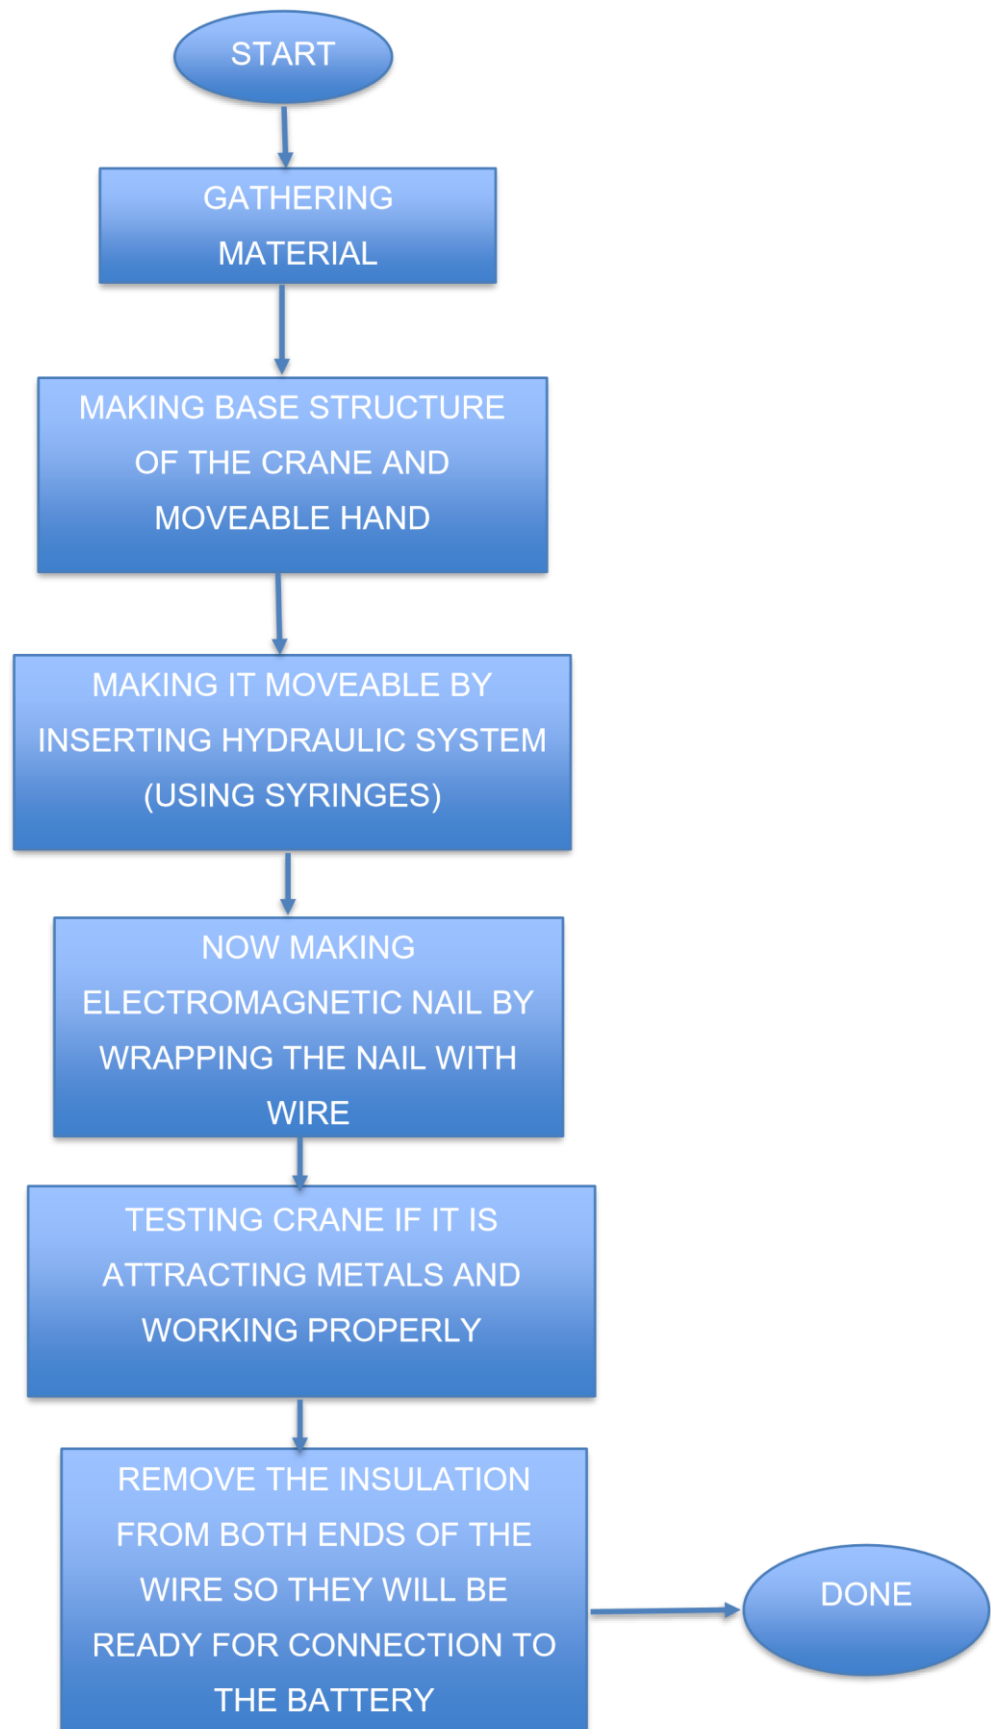 START
GATHERING
MATERIAL
MAKING BASE STRUCTURE
OF THE CRANE AND
MOVEABLE HAND
MAKING IT MOVEABLE BY
INSERTING HYDRAULIC SYSTEM
(USING SYRINGES)
NOW MAKING
ELECTROMAGNETIC NAIL BY
WRAPPING THE NAIL WITH
WIRE
TESTING CRANE IF IT IS
ATTRACTING METALS AND
WORKING PROPERLY
REMOVE THE INSULATION
FROM BOTH ENDS OF THE
WIRE SO THEY WILL BE
READY FOR CONNECTION TO
THE BATTERY
DONE